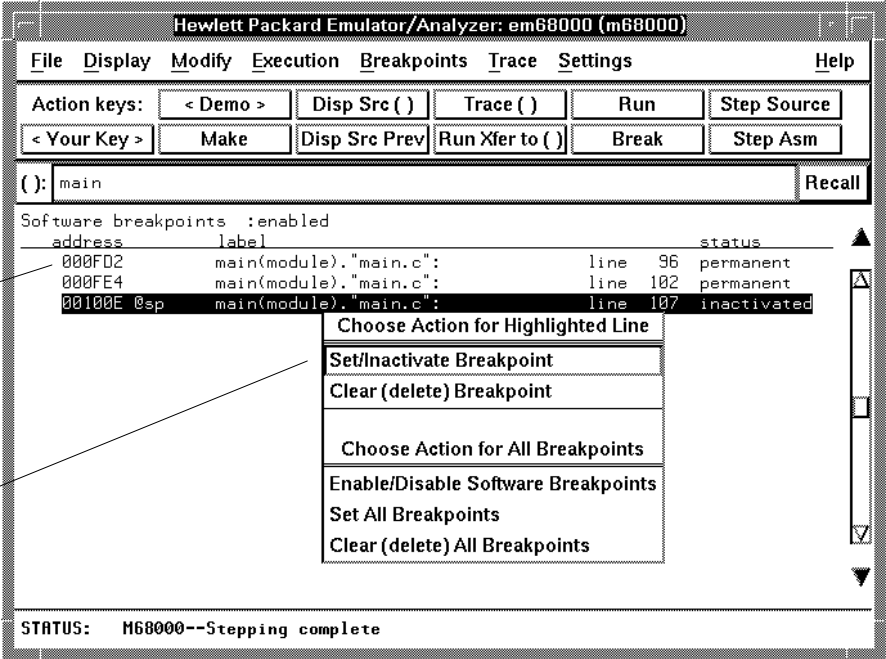 Hewlett Packard Emulator/Analyzer: em68000 (m68000)
File Display Modify Execution Breakpoints Trace Settings Help
Action keys: < Demo > Disp Src ( ) Trace ( ) Run Step Source
< Your Key > Make Disp Src Prev Run Xfer to ( ) Break Step Asm
( ): main Recall
Software breakpoints :enabled
address label status
000FD2 main(module)."main.c": line 96 permanent
000FE4 main(module)."main.c": line 102 permanent
00100E @sp main(module)."main.c": line 107 inactivated
Choose Action for Highlighted Line
Set/Inactivate Breakpoint
Clear (delete) Breakpoint
Choose Action for All Breakpoints
Enable/Disable Software Breakpoints
Set All Breakpoints
Clear (delete) All Breakpoints
STATUS: M68000--Stepping complete